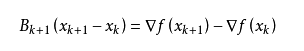 B_{k+1} (x_{k+1} − x_k) = ∇f (x_{k+1}) − ∇f (x_k)